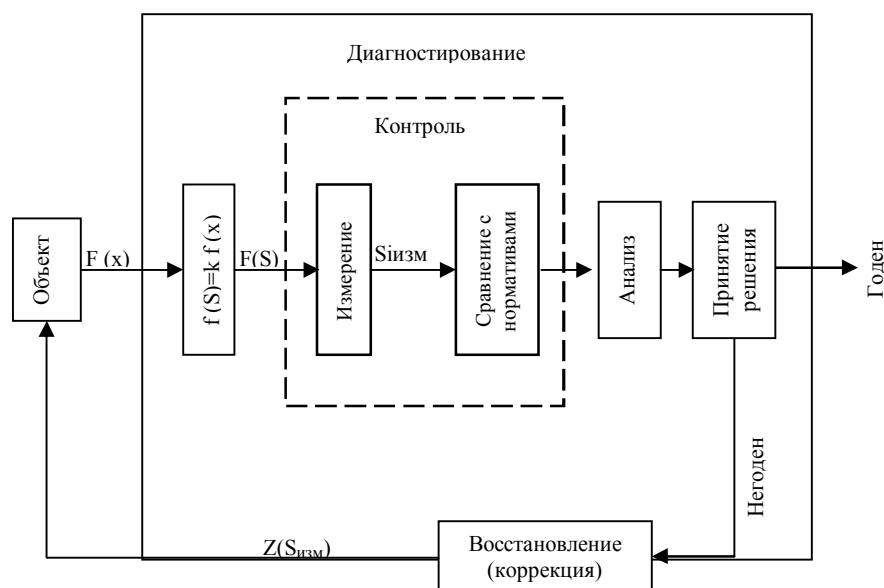 Диагностирование
Контроль
Объект
F (x)
f (S)=k f (x)
F(S)
Измерение
Siизм
Сравнение с
нормативами
Анализ
Принятие
решения
Годен
Негоден
Z(Sизм)
Восстановление
(коррекция)